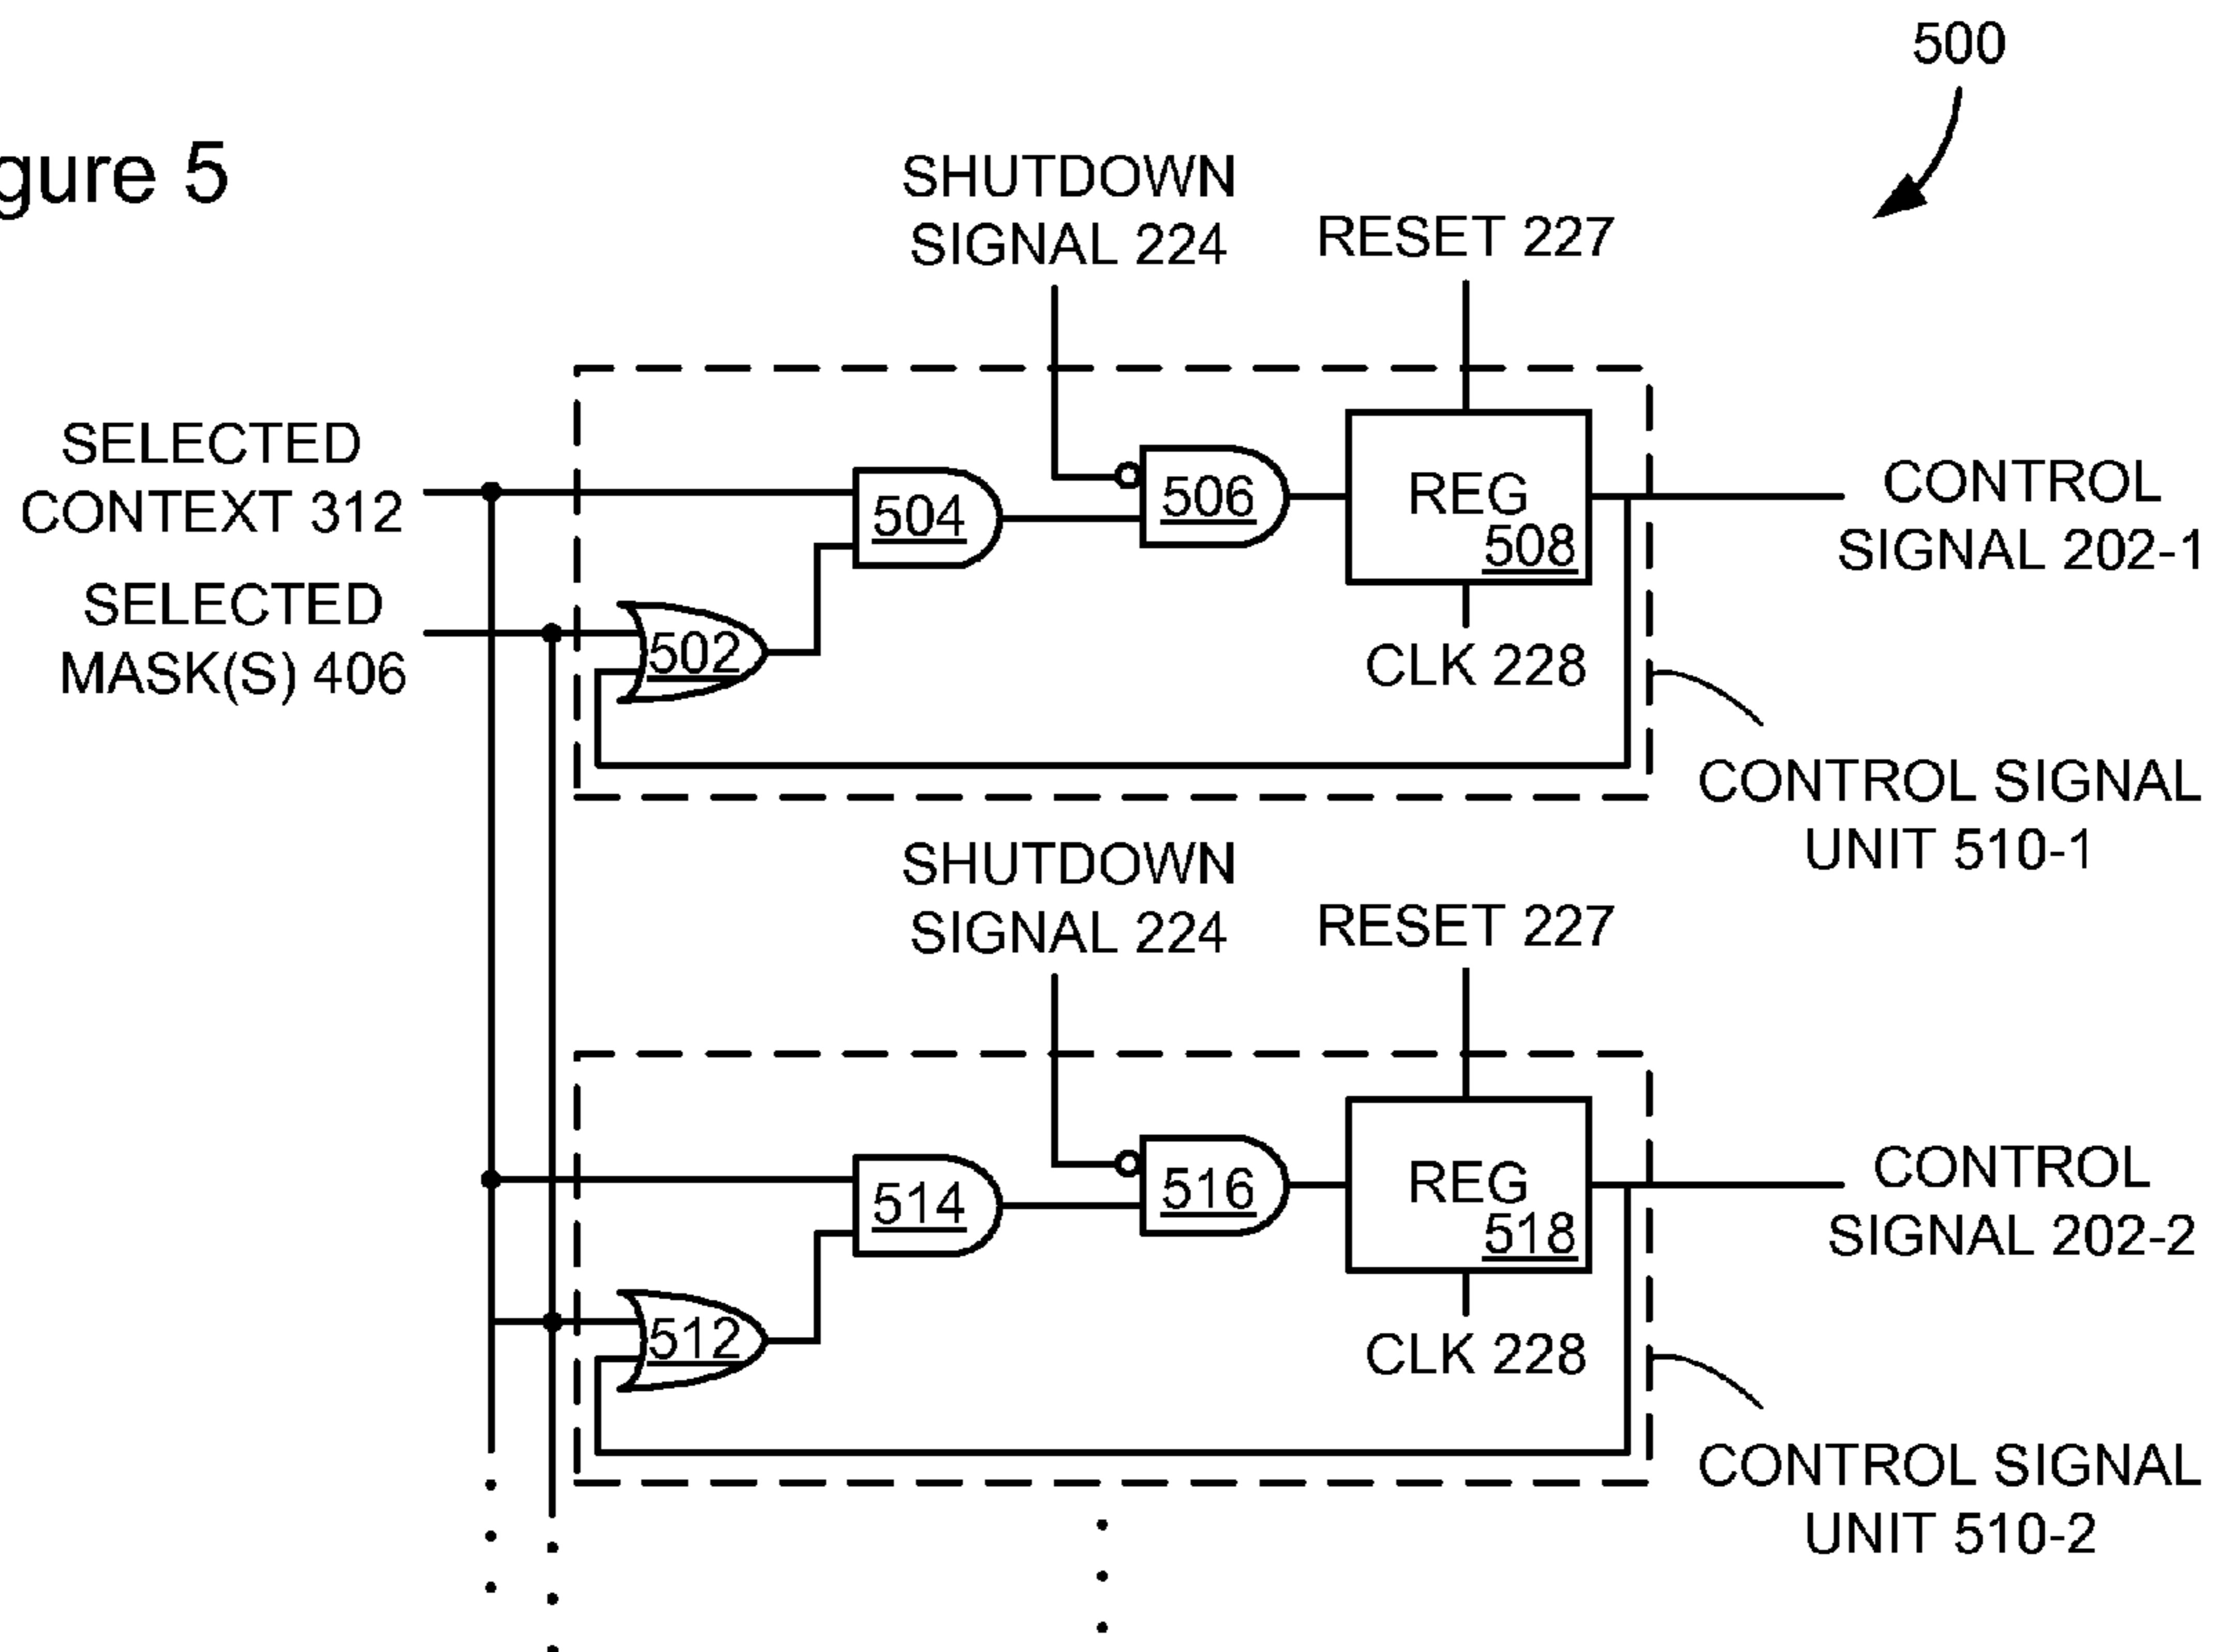 500
gure 5
SHUTDOWN
SIGNAL 224
RESET 227
SELECTED
CONTEXT 312
504
506
REG
508
CONTROL
SIGNAL 202-1
SELECTED
MASK(S) 406
502
CLK 228
CONTROL SIGNAL
UNIT 510-1
SHUTDOWN
SIGNAL 224
RESET 227
514
516
REG
518
CONTROL
SIGNAL 202-2
512
CLK 228
CONTROL SIGNAL
UNIT 510-2